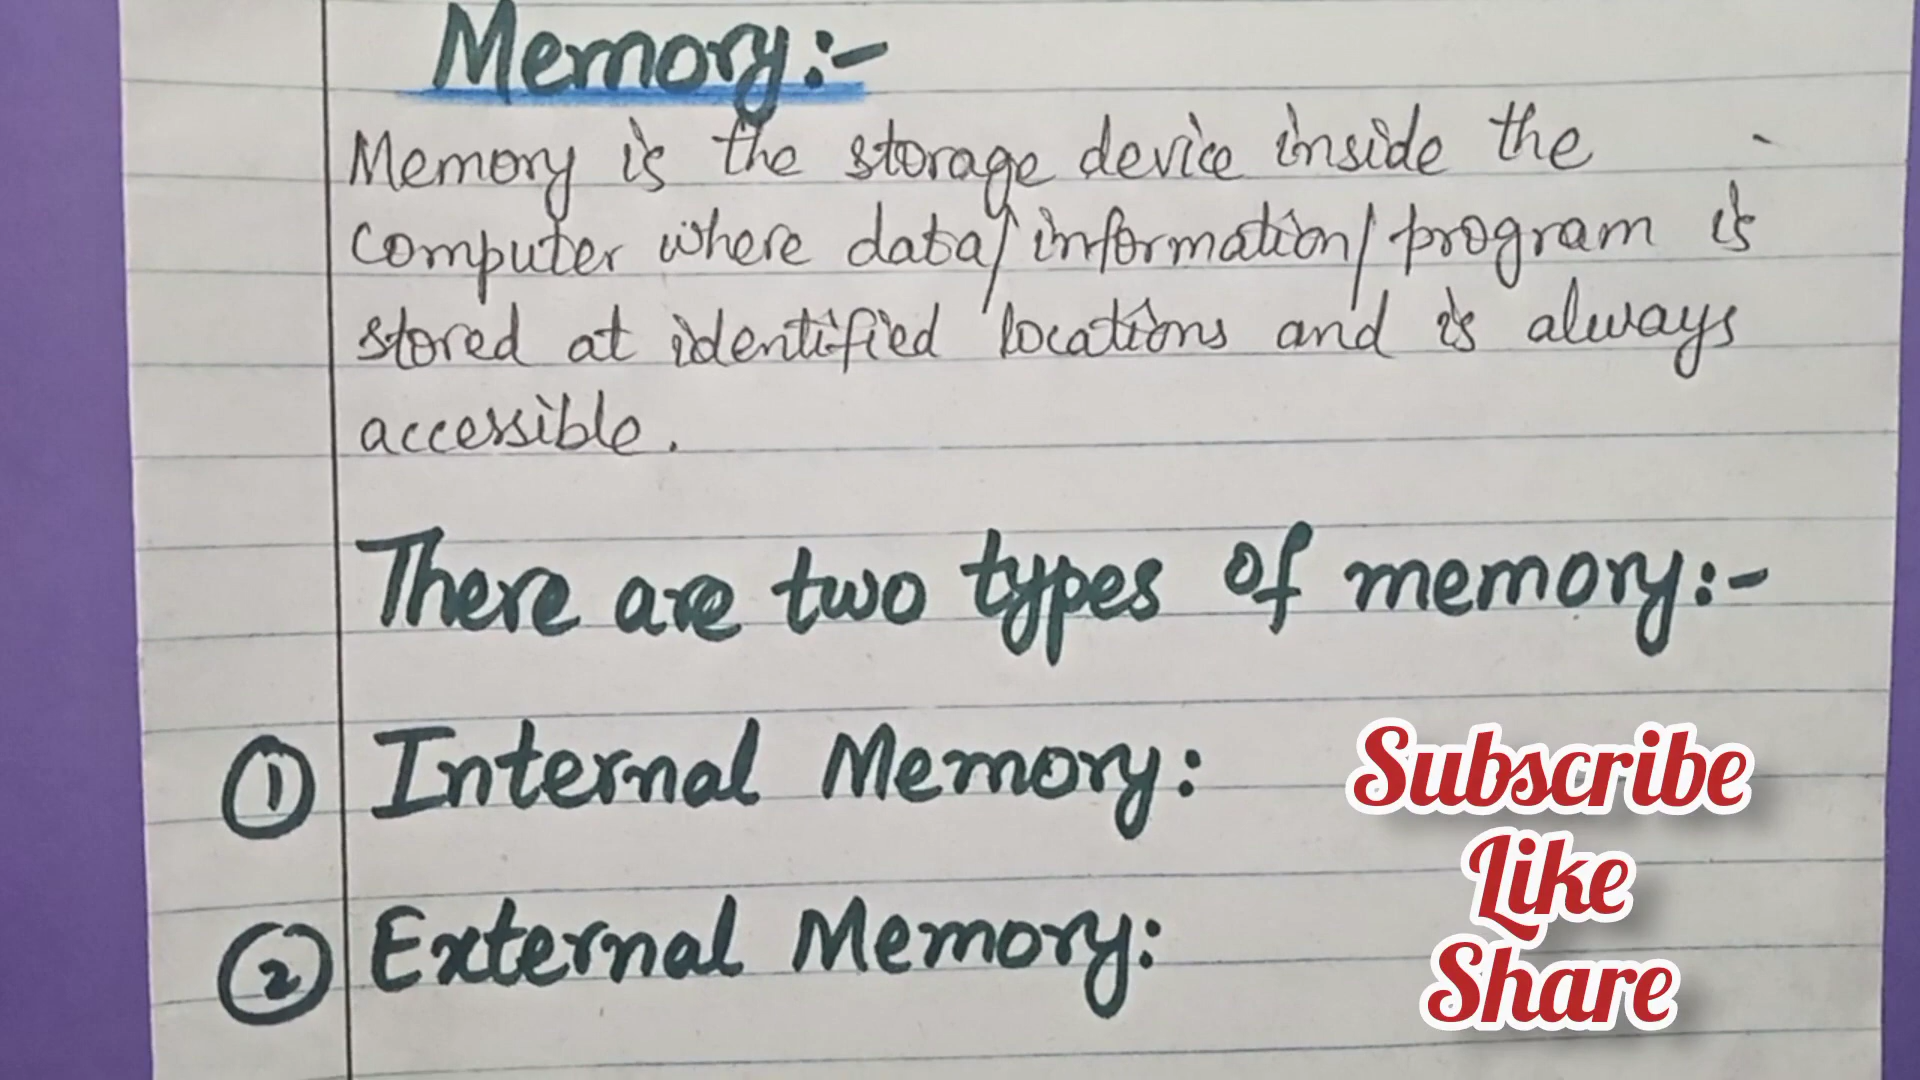 Memory:-
Memory is the storage device inside the
computer where data/information/program is
stored at identified locations and is always
accessible.
There are two types of memory:-
① Internal Memory:
② External Memory:
Subscribe
Like
Share